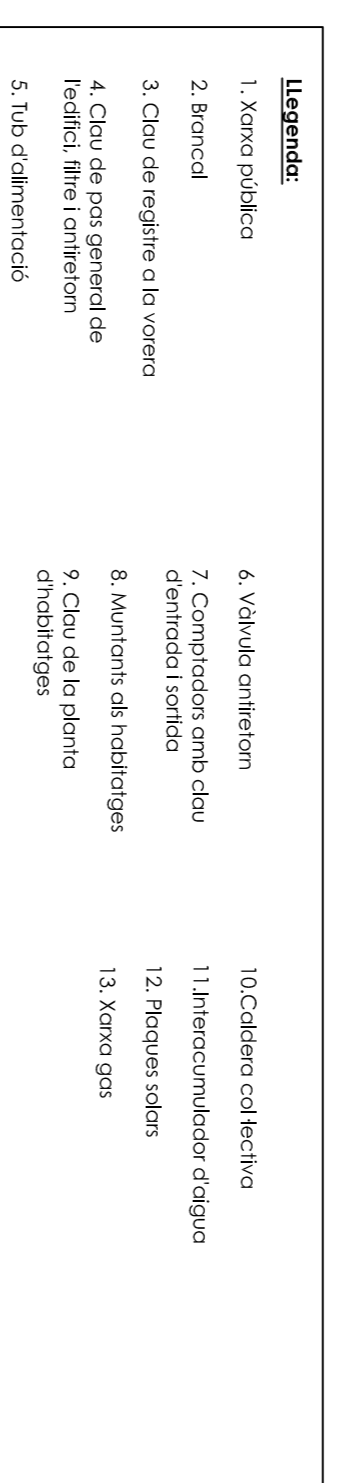 LLegenda:
1. Xarxa pública
2. Brancal
3. Clau de registre a la vorera
4. Clau de pas general de
l'edifici, filtre i antiretorn
5. Tub d'alimentació
6. Vàlvula antiretorn
7. Comptadors amb clau
d'entrada i sortida
8. Muntants als habitatges
9. Clau de la planta
d'habitatges
10.Caldera col·lectiva
11.Interacumulador d'aigua
12. Plaques solars
13. Xarxa gas